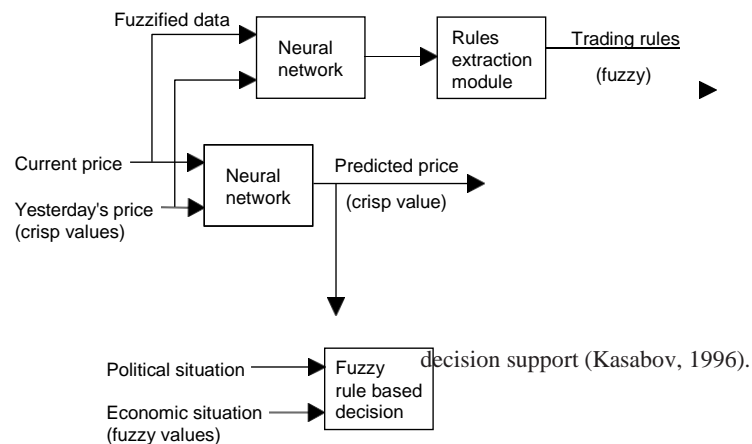 Fuzzified data
Neural
network
Rules
extraction
module
Trading rules
(fuzzy)
Current price
Yesterday's price
(crisp values)
Neural
network
Predicted price
(crisp value)
Political situation
Economic situation
(fuzzy values)
Fuzzy
rule based
decision
decision support (Kasabov, 1996).